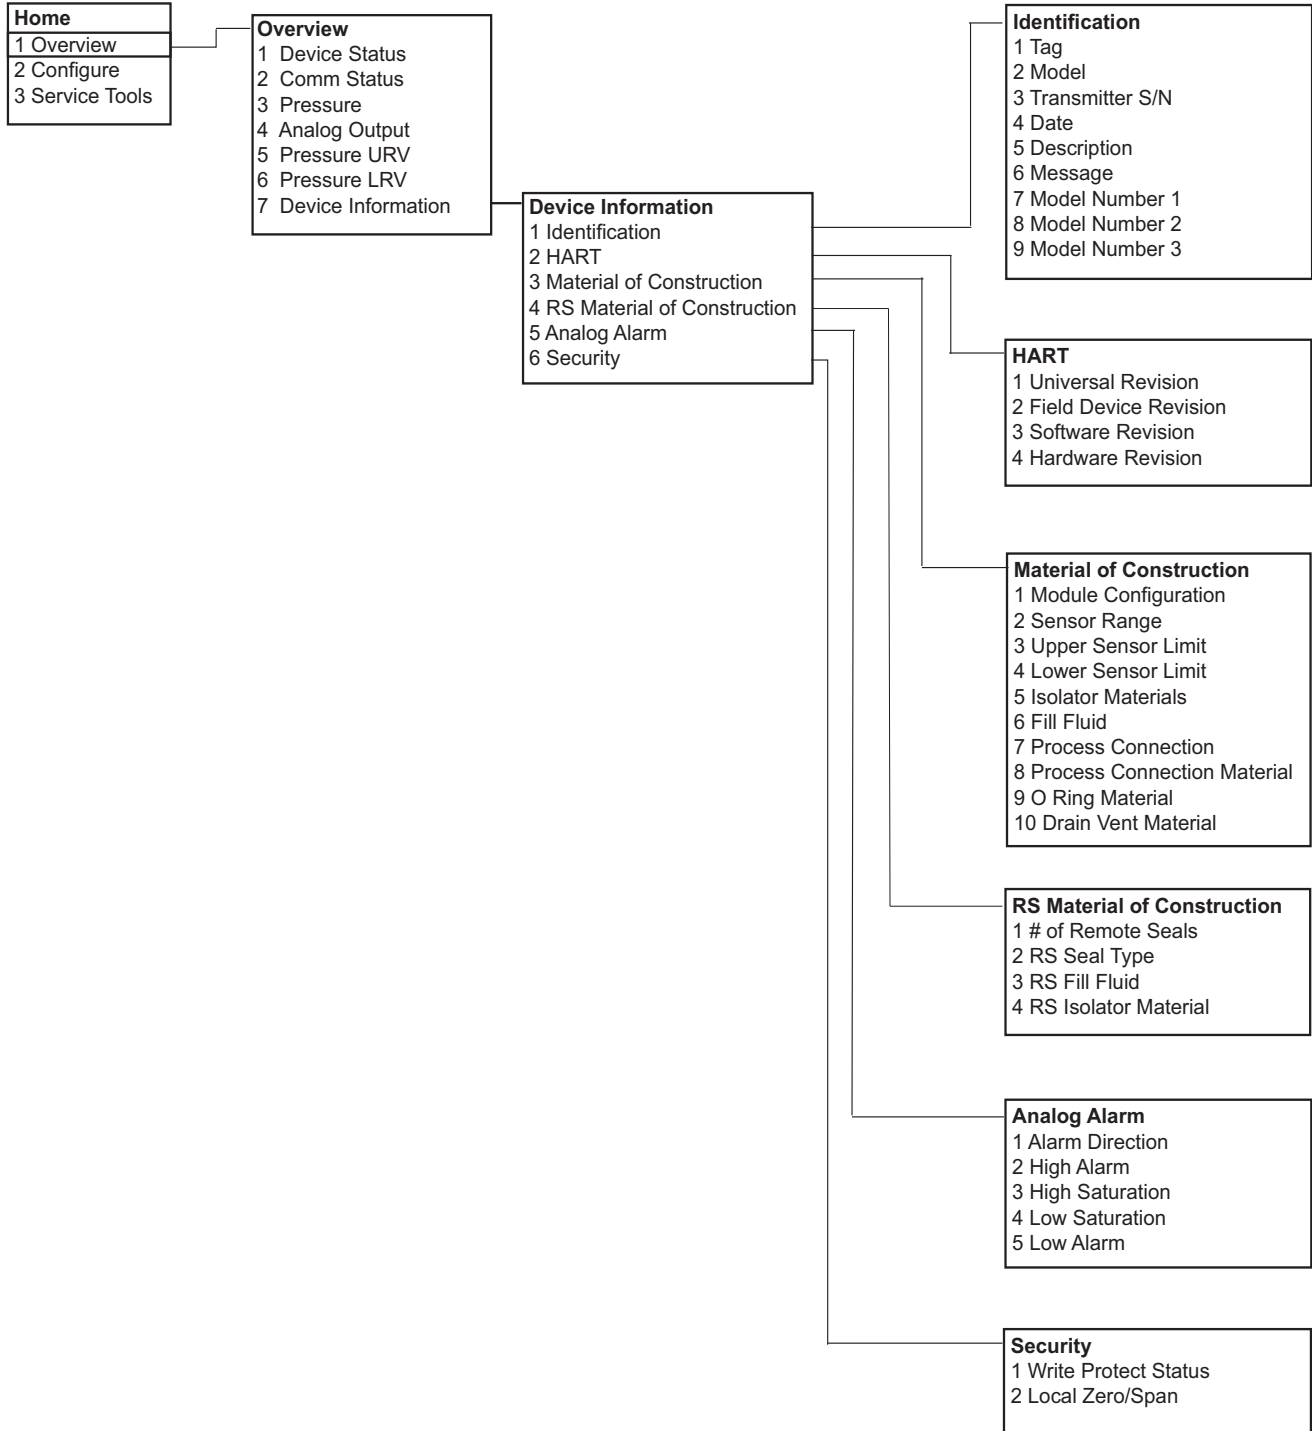 Home
1 Overview
2 Configure
3 Service Tools
Overview
1 Device Status
2 Comm Status
3 Pressure
4 Analog Output
5 Pressure URV
6 Pressure LRV
7 Device Information
Device Information
1 Identification
2 HART
3 Material of Construction
4 RS Material of Construction
5 Analog Alarm
6 Security
Identification
1 Tag
2 Model
3 Transmitter S/N
4 Date
5 Description
6 Message
7 Model Number 1
8 Model Number 2
9 Model Number 3
HART
1 Universal Revision
2 Field Device Revision
3 Software Revision
4 Hardware Revision
Material of Construction
1 Module Configuration
2 Sensor Range
3 Upper Sensor Limit
4 Lower Sensor Limit
5 Isolator Materials
6 Fill Fluid
7 Process Connection
8 Process Connection Material
9 O Ring Material
10 Drain Vent Material
RS Material of Construction
1 # of Remote Seals
2 RS Seal Type
3 RS Fill Fluid
4 RS Isolator Material
Analog Alarm
1 Alarm Direction
2 High Alarm
3 High Saturation
4 Low Saturation
5 Low Alarm
Security
1 Write Protect Status
2 Local Zero/Span